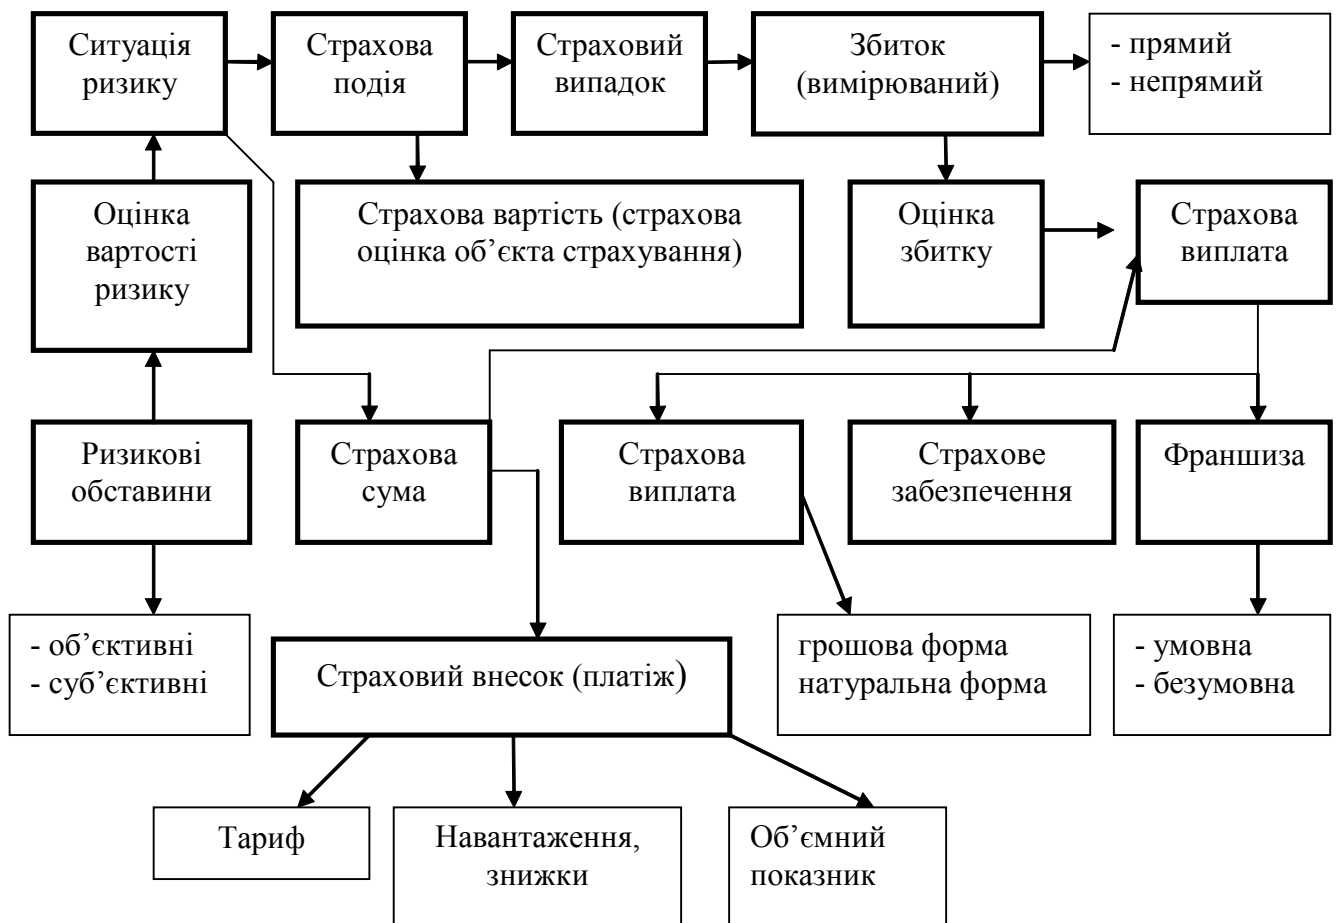 Ситуація
ризику
Страхова
подія
Страховий
випадок
Збиток
(вимірюваний)
- прямий
- непрямий
Оцінка
вартості
ризику
Страхова вартість (страхова
оцінка об’єкта страхування)
Оцінка
збитку
Страхова
виплата
Ризикові
обставини
Страхова
сума
Страхова
виплата
Страхове
забезпечення
Франшиза
- об’єктивні
- суб’єктивні
Страховий внесок (платіж)
грошова форма
натуральна форма
- умовна
- безумовна
Тариф
Навантаження,
знижки
Об’ємний
показник